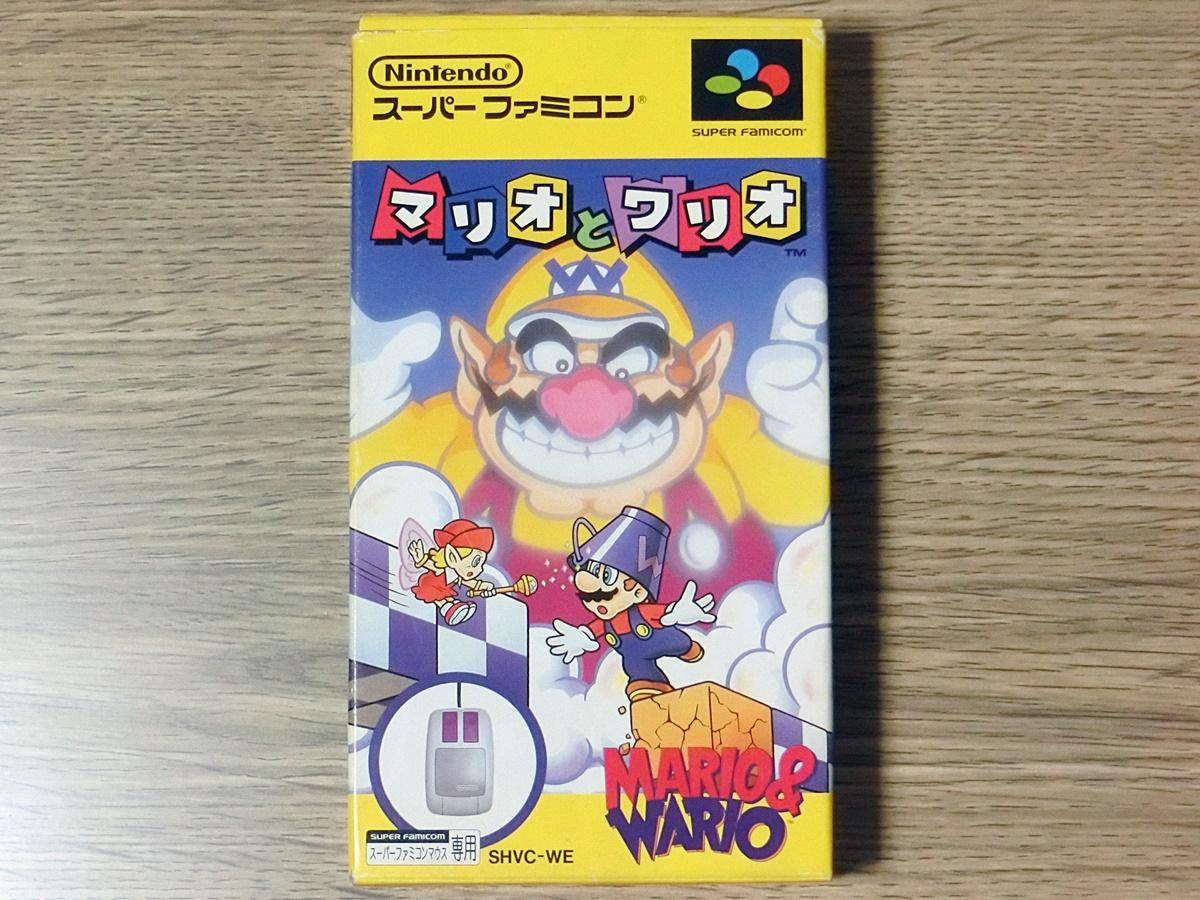 Nintendo®
スーパーファミコン®
SUPER FAMICOM®
マリオとワリオ
TM
W
W
MARIO&
WARIO
TM
SUPER FAMICOM
スーパーファミコンマウス 専用
SHVC-WE